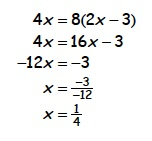 4x = 8(2x − 3)
4x = 16x − 3
−12x = −3
x = −3/−12
x = 1/4